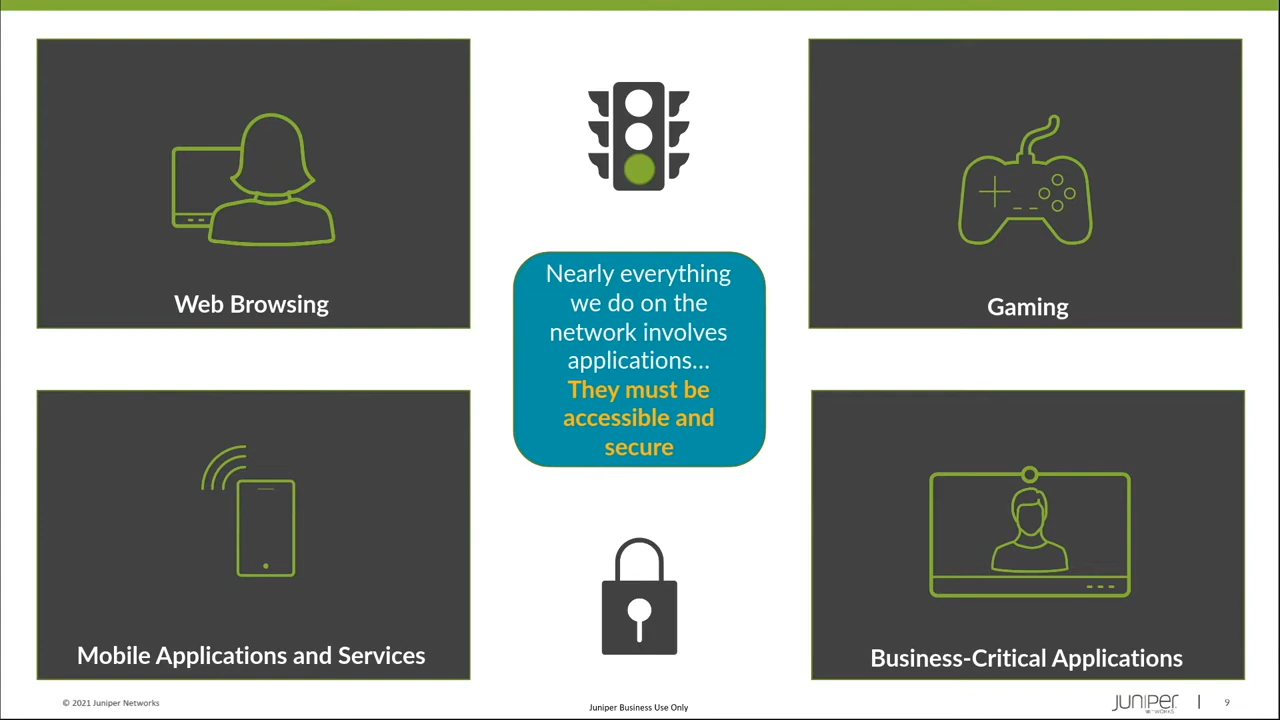 Web Browsing
Gaming
Nearly everything
we do on the
network involves
applications...
They must be
accessible and
secure
Mobile Applications and Services
Business-Critical Applications
© 2021 Juniper Networks
Juniper Business Use Only
JUNIPER
NETWORKS
9